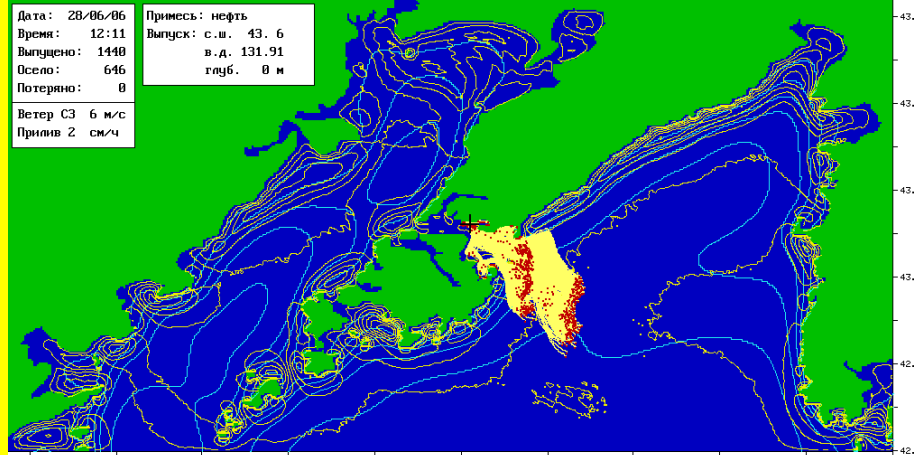 Дата: 28/06/06
Время: 12:11
Выпущено: 1440
Осело: 646
Потеряно: 0
Ветер СЗ 6 м/с
Прилив 2 см/ч
Примесь: нефть
Выпуск: с.ш. 43. 6
в.д. 131.91
глуб. 0 м
43.
43.
43.
43.
42.
42.